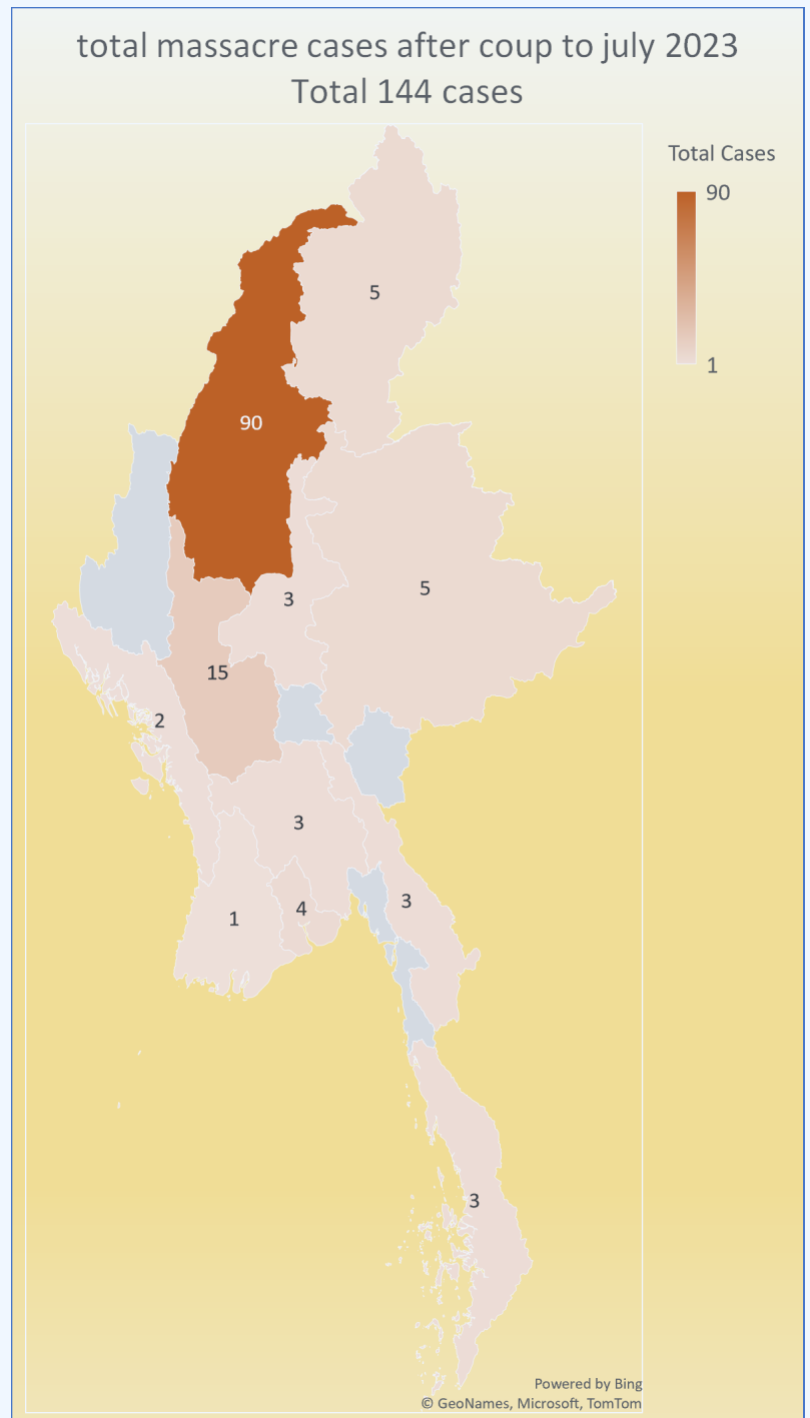 total massacre cases after coup to july 2023
Total 144 cases
Total Cases
90
1
5
90
5
3
15
2
3
3
4
1
3
Powered by Bing
© GeoNames, Microsoft, TomTom